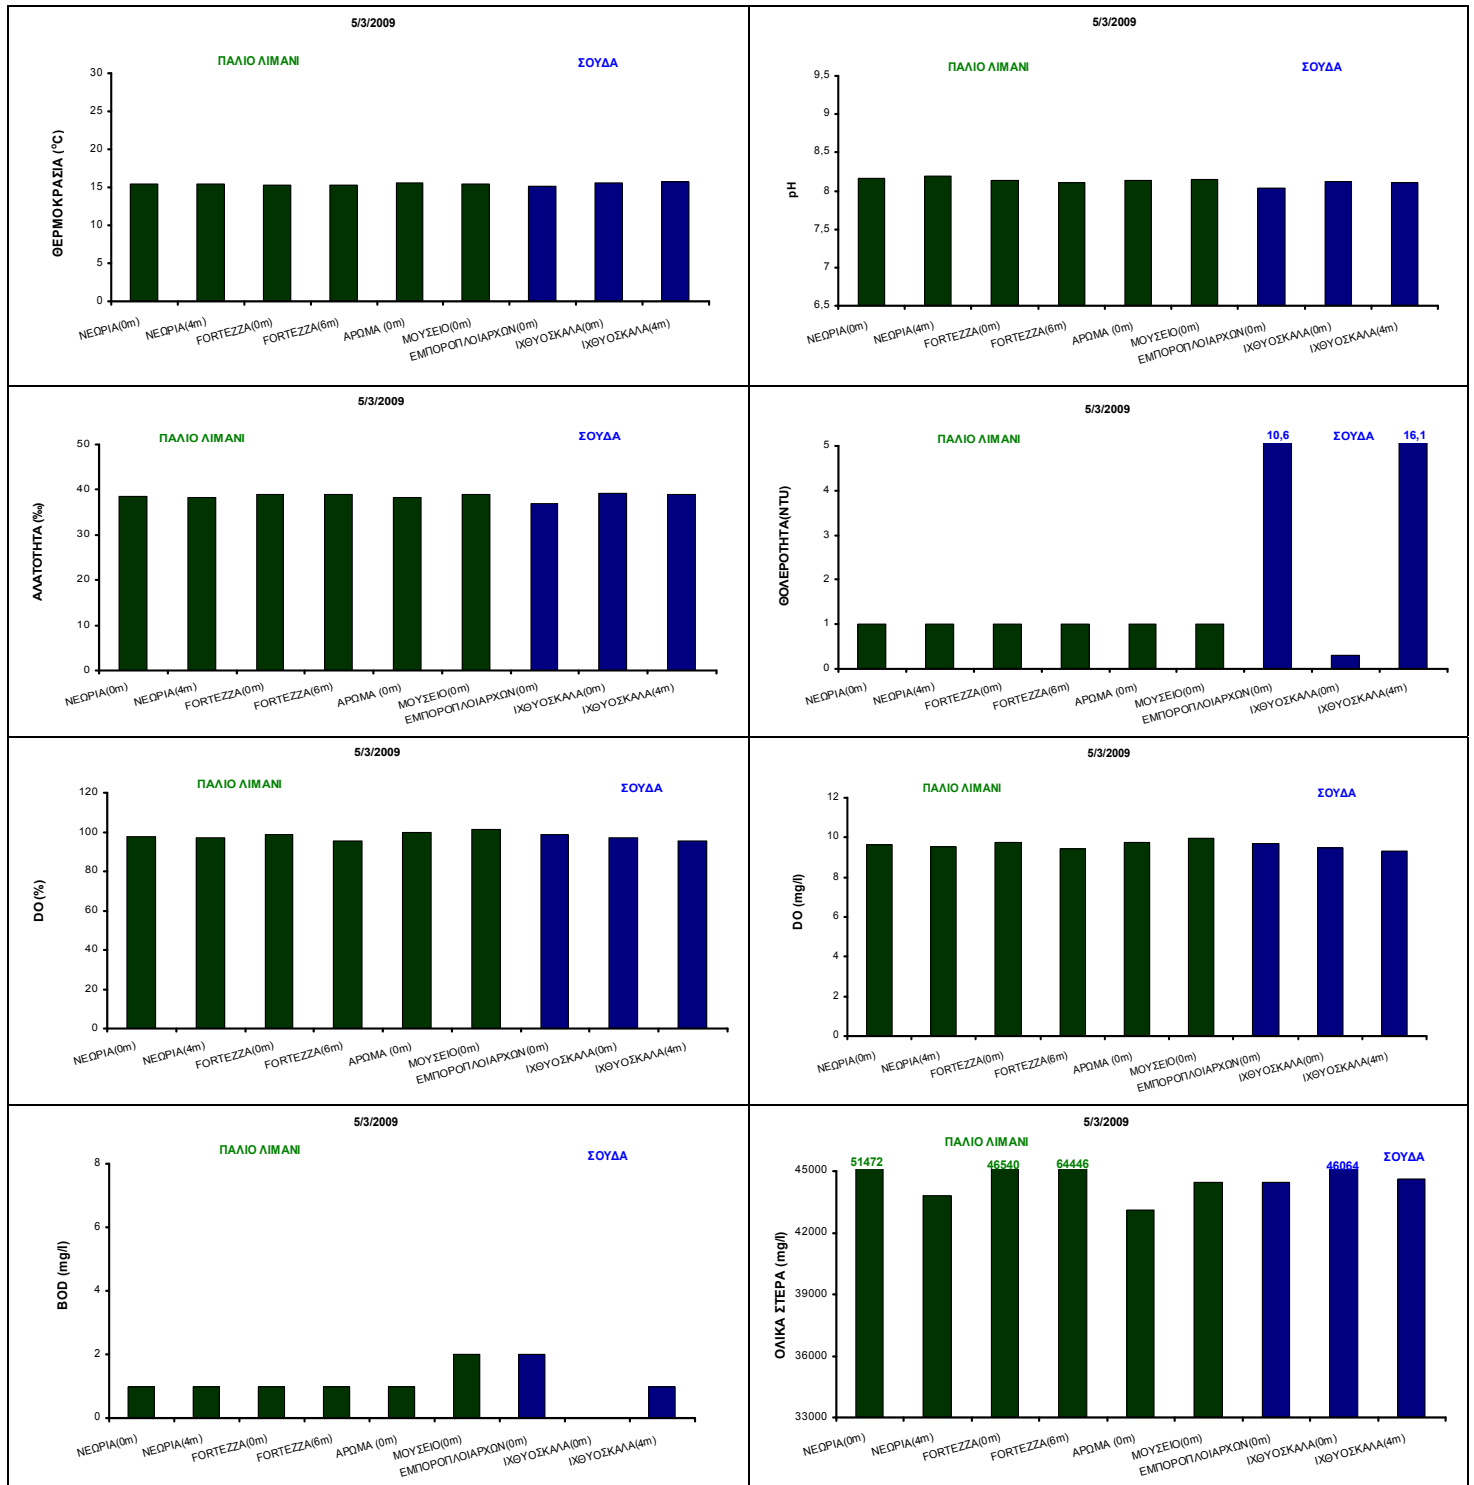 5/3/2009
ΠΑΛΙΟ ΛΙΜΑΝΙ
ΣΟΥΔΑ
ΘΕΡΜΟΚΡΑΣΙΑ (°C)
30
25
20
15
10
5
0
ΝΕΩΡΙΑ(0m)
ΝΕΩΡΙΑ(4m)
FORTEZZA(0m)
FORTEZZA(6m)
ΑΡΩΜΑ (0m)
ΜΟΥΣΕΙΟ(0m)
ΕΜΠΟΡΟΠΛΟΙΑΡΧΩΝ(0m)
ΙΧΘΥΟΣΚΑΛΑ(0m)
ΙΧΘΥΟΣΚΑΛΑ(4m)
5/3/2009
ΠΑΛΙΟ ΛΙΜΑΝΙ
ΣΟΥΔΑ
pH
9,5
9
8,5
8
7,5
7
6,5
ΝΕΩΡΙΑ(0m)
ΝΕΩΡΙΑ(4m)
FORTEZZA(0m)
FORTEZZA(6m)
ΑΡΩΜΑ (0m)
ΜΟΥΣΕΙΟ(0m)
ΕΜΠΟΡΟΠΛΟΙΑΡΧΩΝ(0m)
ΙΧΘΥΟΣΚΑΛΑ(0m)
ΙΧΘΥΟΣΚΑΛΑ(4m)
5/3/2009
ΠΑΛΙΟ ΛΙΜΑΝΙ
ΣΟΥΔΑ
ΑΛΑΤΟΤΗΤΑ (‰)
50
40
30
20
10
0
ΝΕΩΡΙΑ(0m)
ΝΕΩΡΙΑ(4m)
FORTEZZA(0m)
FORTEZZA(6m)
ΑΡΩΜΑ (0m)
ΜΟΥΣΕΙΟ(0m)
ΕΜΠΟΡΟΠΛΟΙΑΡΧΩΝ(0m)
ΙΧΘΥΟΣΚΑΛΑ(0m)
ΙΧΘΥΟΣΚΑΛΑ(4m)
5/3/2009
ΠΑΛΙΟ ΛΙΜΑΝΙ
10,6
ΣΟΥΔΑ
16,1
ΘΟΛΕΡΟΤΗΤΑ(NTU)
5
4
3
2
1
0
ΝΕΩΡΙΑ(0m)
ΝΕΩΡΙΑ(4m)
FORTEZZA(0m)
FORTEZZA(6m)
ΑΡΩΜΑ (0m)
ΜΟΥΣΕΙΟ(0m)
ΕΜΠΟΡΟΠΛΟΙΑΡΧΩΝ(0m)
ΙΧΘΥΟΣΚΑΛΑ(0m)
ΙΧΘΥΟΣΚΑΛΑ(4m)
5/3/2009
ΠΑΛΙΟ ΛΙΜΑΝΙ
ΣΟΥΔΑ
DO (%)
120
100
80
60
40
20
0
ΝΕΩΡΙΑ(0m)
ΝΕΩΡΙΑ(4m)
FORTEZZA(0m)
FORTEZZA(6m)
ΑΡΩΜΑ (0m)
ΜΟΥΣΕΙΟ(0m)
ΕΜΠΟΡΟΠΛΟΙΑΡΧΩΝ(0m)
ΙΧΘΥΟΣΚΑΛΑ(0m)
ΙΧΘΥΟΣΚΑΛΑ(4m)
5/3/2009
ΠΑΛΙΟ ΛΙΜΑΝΙ
ΣΟΥΔΑ
DO (mg/l)
12
10
8
6
4
2
0
ΝΕΩΡΙΑ(0m)
ΝΕΩΡΙΑ(4m)
FORTEZZA(0m)
FORTEZZA(6m)
ΑΡΩΜΑ (0m)
ΜΟΥΣΕΙΟ(0m)
ΕΜΠΟΡΟΠΛΟΙΑΡΧΩΝ(0m)
ΙΧΘΥΟΣΚΑΛΑ(0m)
ΙΧΘΥΟΣΚΑΛΑ(4m)
5/3/2009
ΠΑΛΙΟ ΛΙΜΑΝΙ
ΣΟΥΔΑ
BOD (mg/l)
8
6
4
2
0
ΝΕΩΡΙΑ(0m)
ΝΕΩΡΙΑ(4m)
FORTEZZA(0m)
FORTEZZA(6m)
ΑΡΩΜΑ (0m)
ΜΟΥΣΕΙΟ(0m)
ΕΜΠΟΡΟΠΛΟΙΑΡΧΩΝ(0m)
ΙΧΘΥΟΣΚΑΛΑ(0m)
ΙΧΘΥΟΣΚΑΛΑ(4m)
5/3/2009
ΠΑΛΙΟ ΛΙΜΑΝΙ
ΣΟΥΔΑ
51472
46540
64446
46064
ΟΛΙΚΑ ΣΤΕΡΑ (mg/l)
45000
42000
39000
36000
33000
ΝΕΩΡΙΑ(0m)
ΝΕΩΡΙΑ(4m)
FORTEZZA(0m)
FORTEZZA(6m)
ΑΡΩΜΑ (0m)
ΜΟΥΣΕΙΟ(0m)
ΕΜΠΟΡΟΠΛΟΙΑΡΧΩΝ(0m)
ΙΧΘΥΟΣΚΑΛΑ(0m)
ΙΧΘΥΟΣΚΑΛΑ(4m)